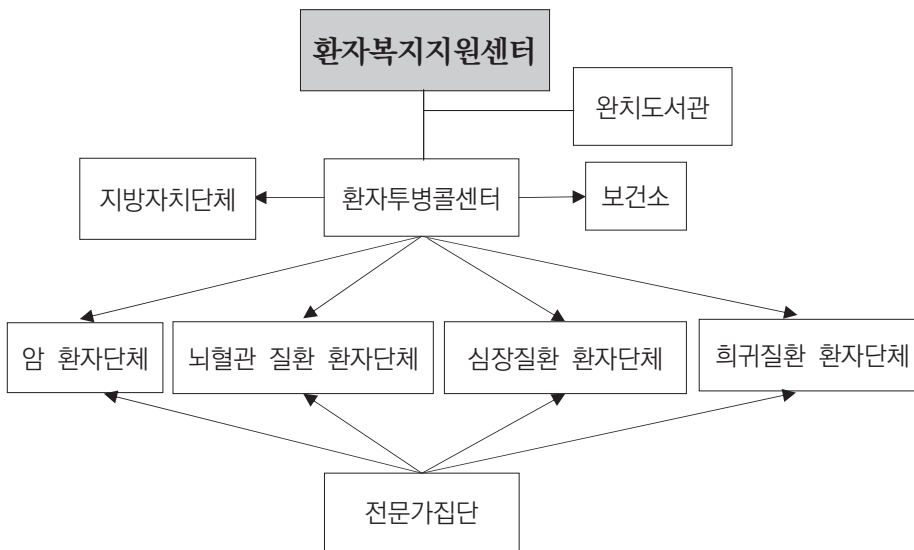 환자복지지원센터
완치도서관
지방자치단체
환자투병콜센터
보건소
암 환자단체
뇌혈관 질환 환자단체
심장질환 환자단체
희귀질환 환자단체
전문가집단